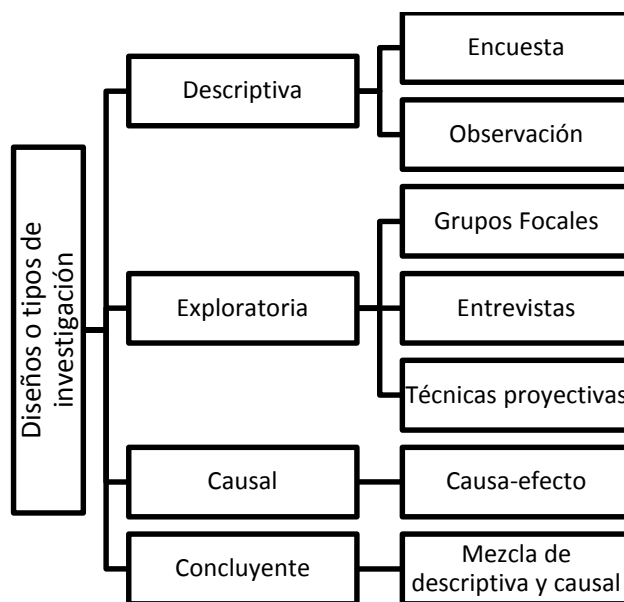 Diseños o tipos de
investigación
Descriptiva
Encuesta
Observación
Exploratoria
Grupos Focales
Entrevistas
Técnicas proyectivas
Causal
Causa-efecto
Concluyente
Mezcla de
descriptiva y causal